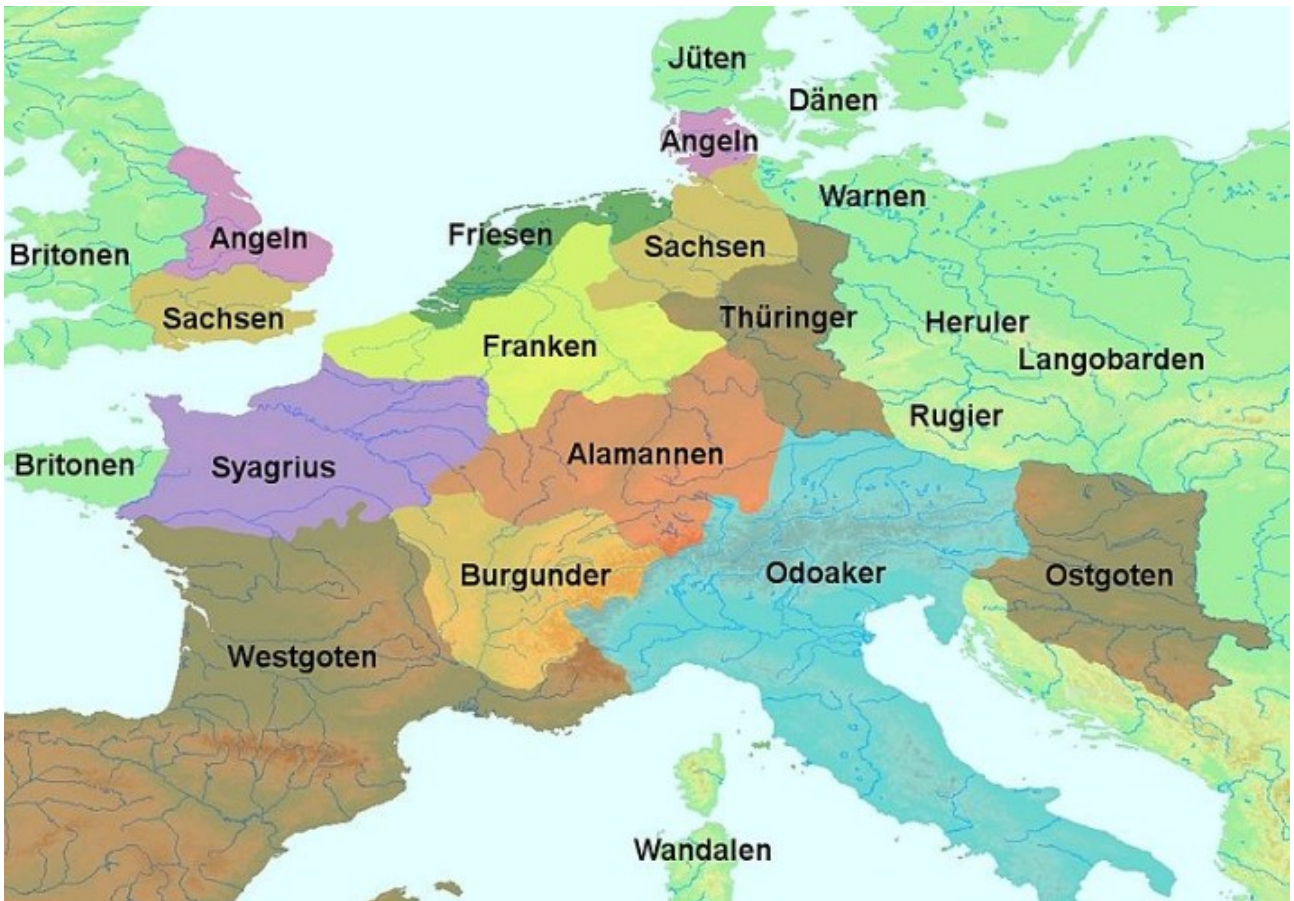 Jüten
Dänen
Angeln
Warnen
Friesen
Angeln
Sachsen
Britonen
Sachsen
Thüringer
Heruler
Franken
Langobarden
Rugier
Alamannen
Britonen
Syagrius
Burgunder
Odoaker
Ostgoten
Westgoten
Wandalen